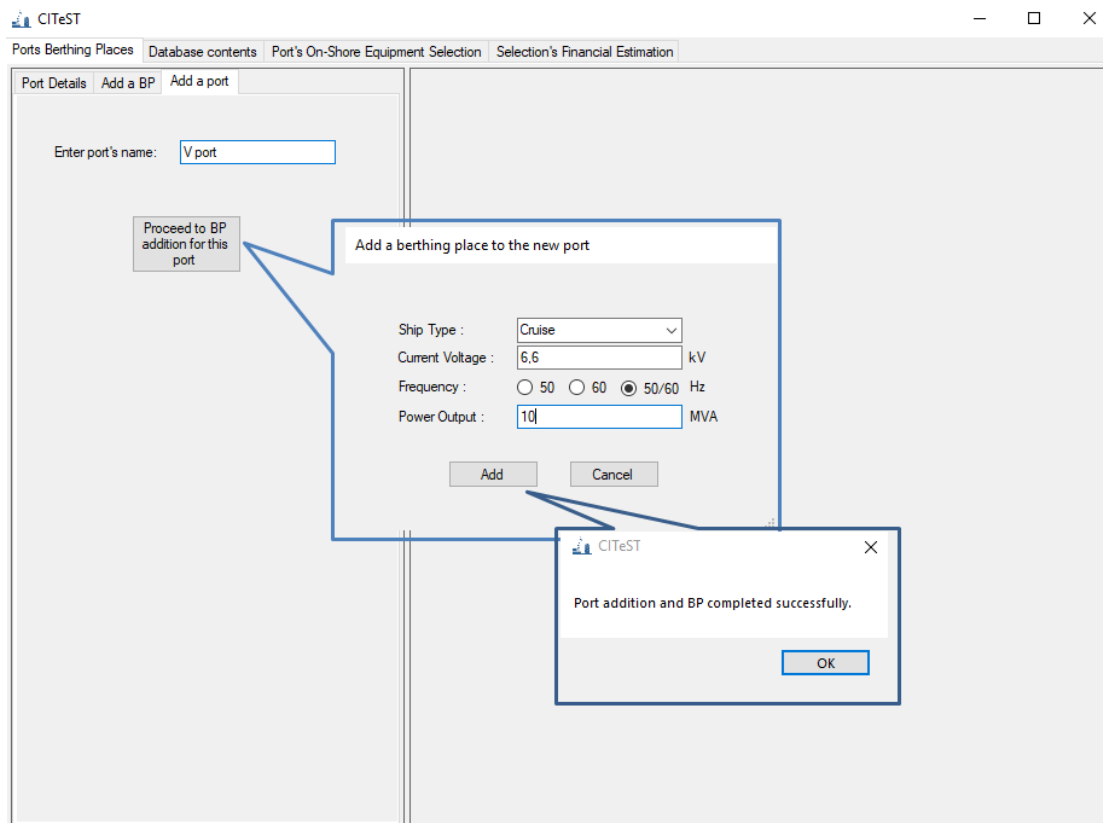 CITeST
Ports Berthing Places Database contents Port's On-Shore Equipment Selection Selection's Financial Estimation
Port Details Add a BP Add a port
Enter port's name: V port
Proceed to BP
addition for this
port
Add a berthing place to the new port
Ship Type : Cruise
Current Voltage : 6,6 kV
Frequency : 50 60 50/60 Hz
Power Output : 10 MVA
Add Cancel
CITeST
Port addition and BP completed successfully.
OK